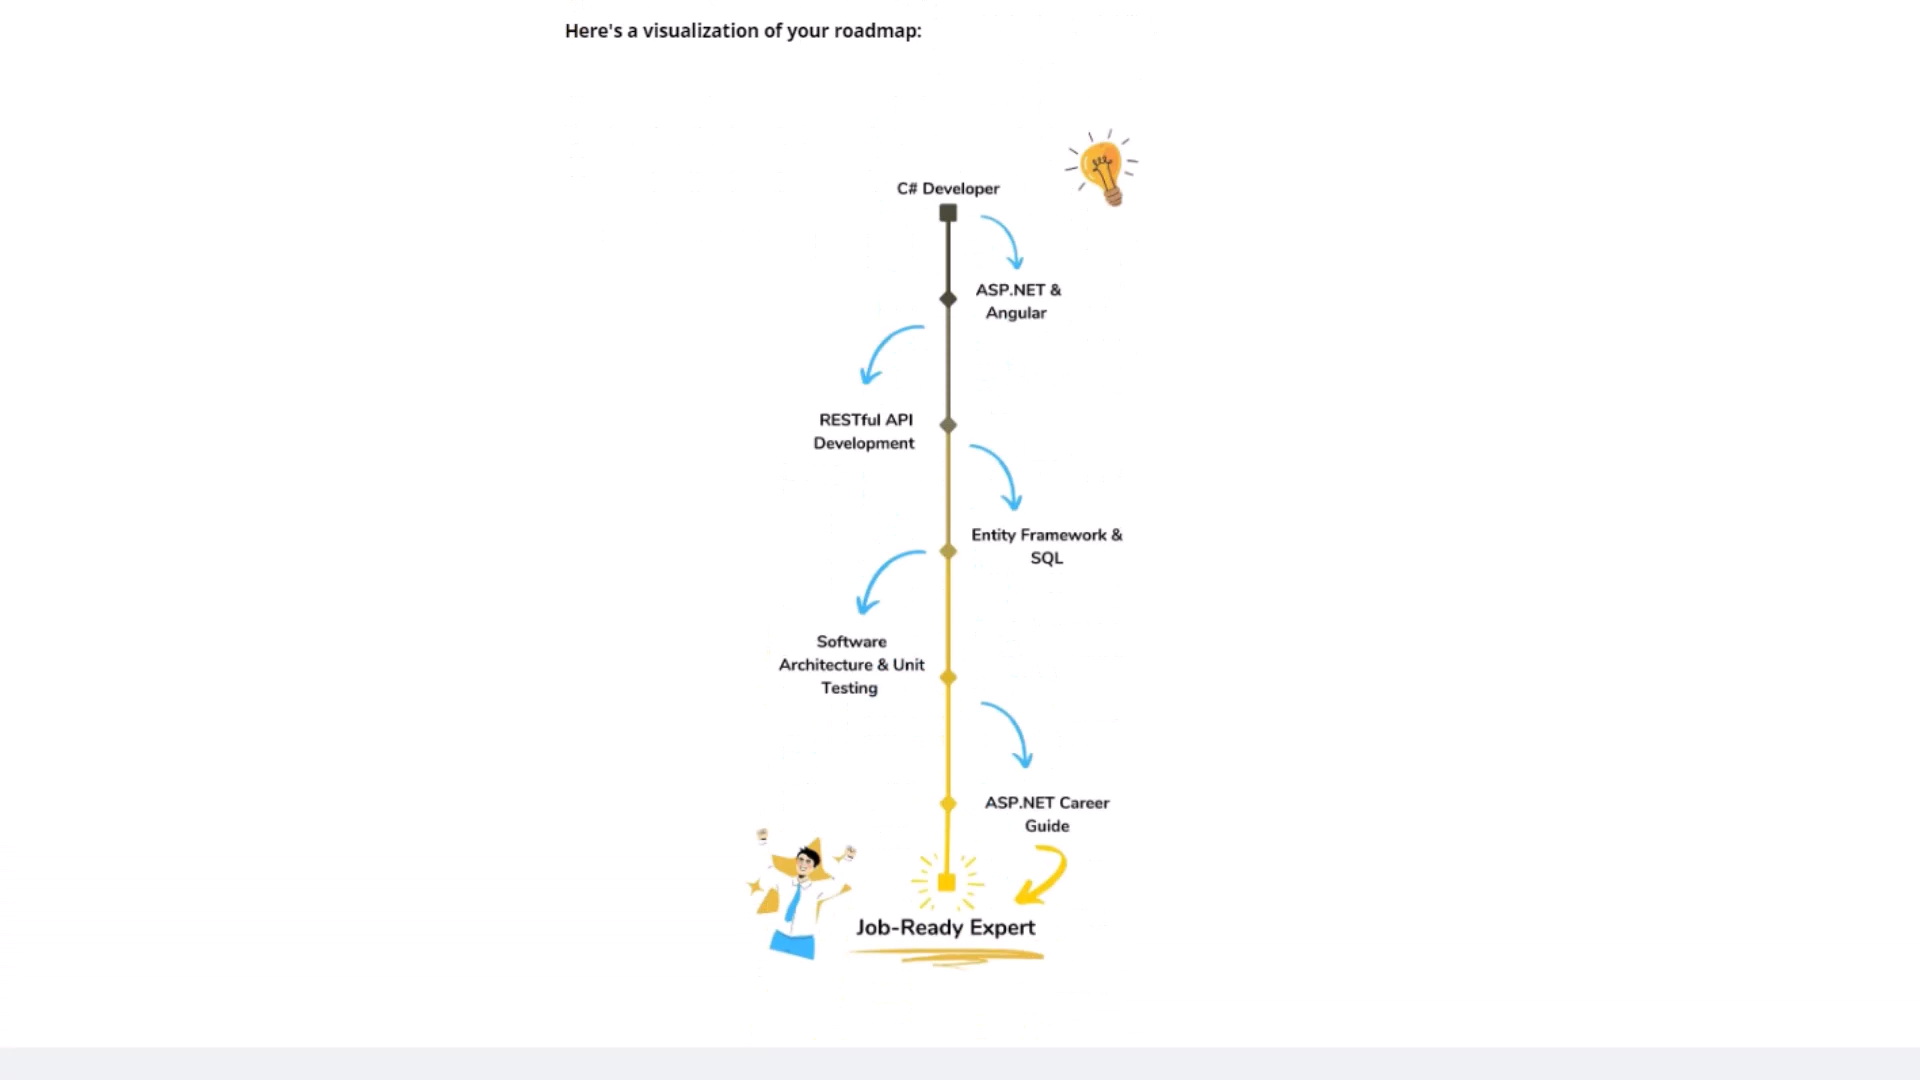 Here's a visualization of your roadmap:
C# Developer
ASP.NET &
Angular
RESTful API
Development
Entity Framework &
SQL
Software
Architecture & Unit
Testing
ASP.NET Career
Guide
Job-Ready Expert